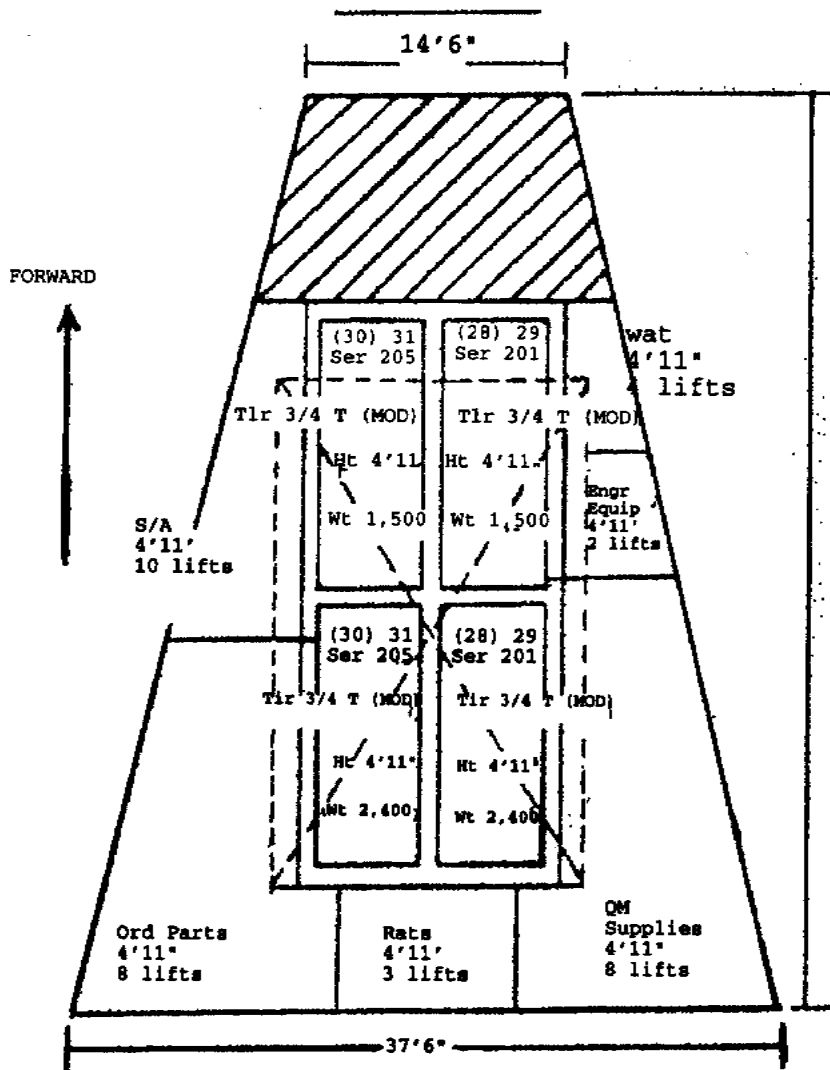 14'6"
FORWARD
(30) 31
Ser 205
(28) 29
Ser 201
wat
4'11"
4 lifts
Tlr 3/4 T (MOD)
Tlr 3/4 T (MOD)
Ht 4'11
Ht 4'11
Engr
Equip
4'11'
2 lifts
S/A
4'11'
10 lifts
Wt 1,500
Wt 1,500
(30) 31
Ser 205
(28) 29
Ser 201
Tlr 3/4 T (MOD)
Tlr 3/4 T (MOD)
Ht 4'11"
Ht 4'11"
Wt 2,400
Wt 2,400
Ord Parts
4'11"
8 lifts
Rats
4'11'
3 lifts
QM
Supplies
4'11"
8 lifts
37'6"